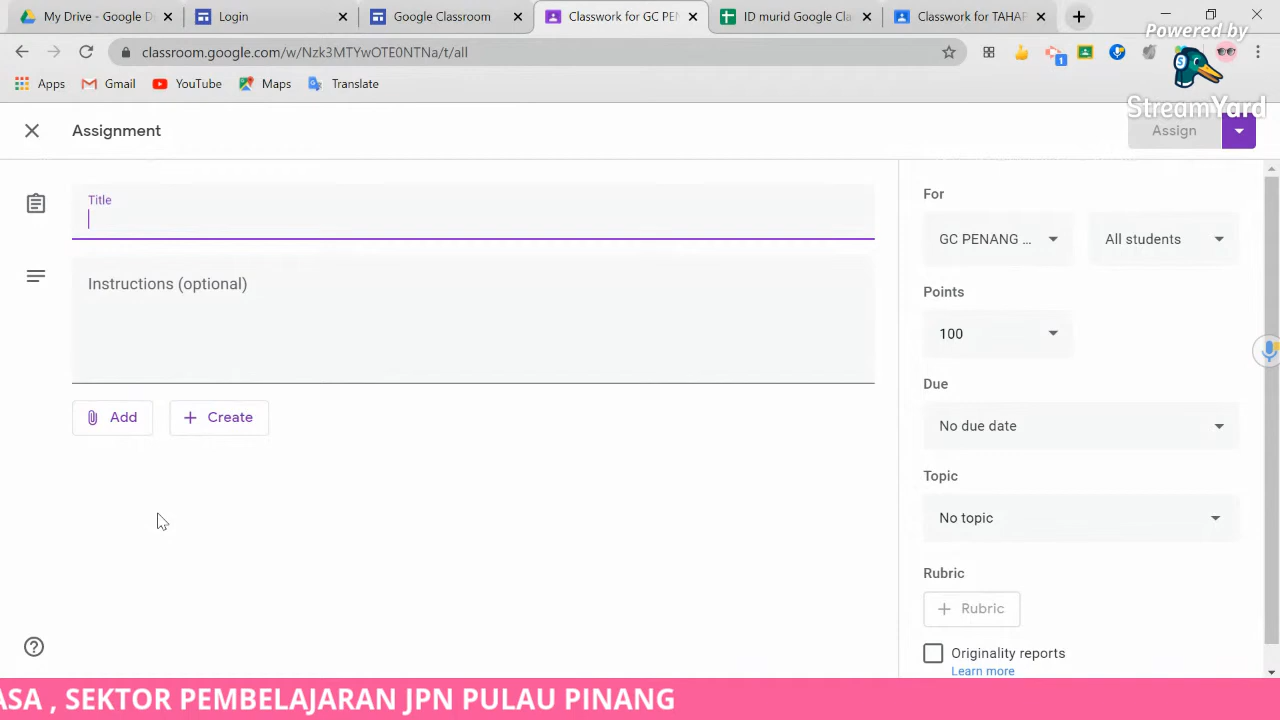 My Drive - Google D
Login
Google Classroom
Classwork for GC PEN
ID murid Google Cla
Classwork for TAHAP
classroom.google.com/w/Nzk3MTYwOTE0NTNa/t/all
Powered by
StreamYard
Apps
Gmail
YouTube
Maps
Translate
Assignment
Assign
Title
Instructions (optional)
Add
Create
For
GC PENANG ...
All students
Points
100
Due
No due date
Topic
No topic
Rubric
Rubric
Originality reports
Learn more
ASA , SEKTOR PEMBELAJARAN JPN PULAU PINANG